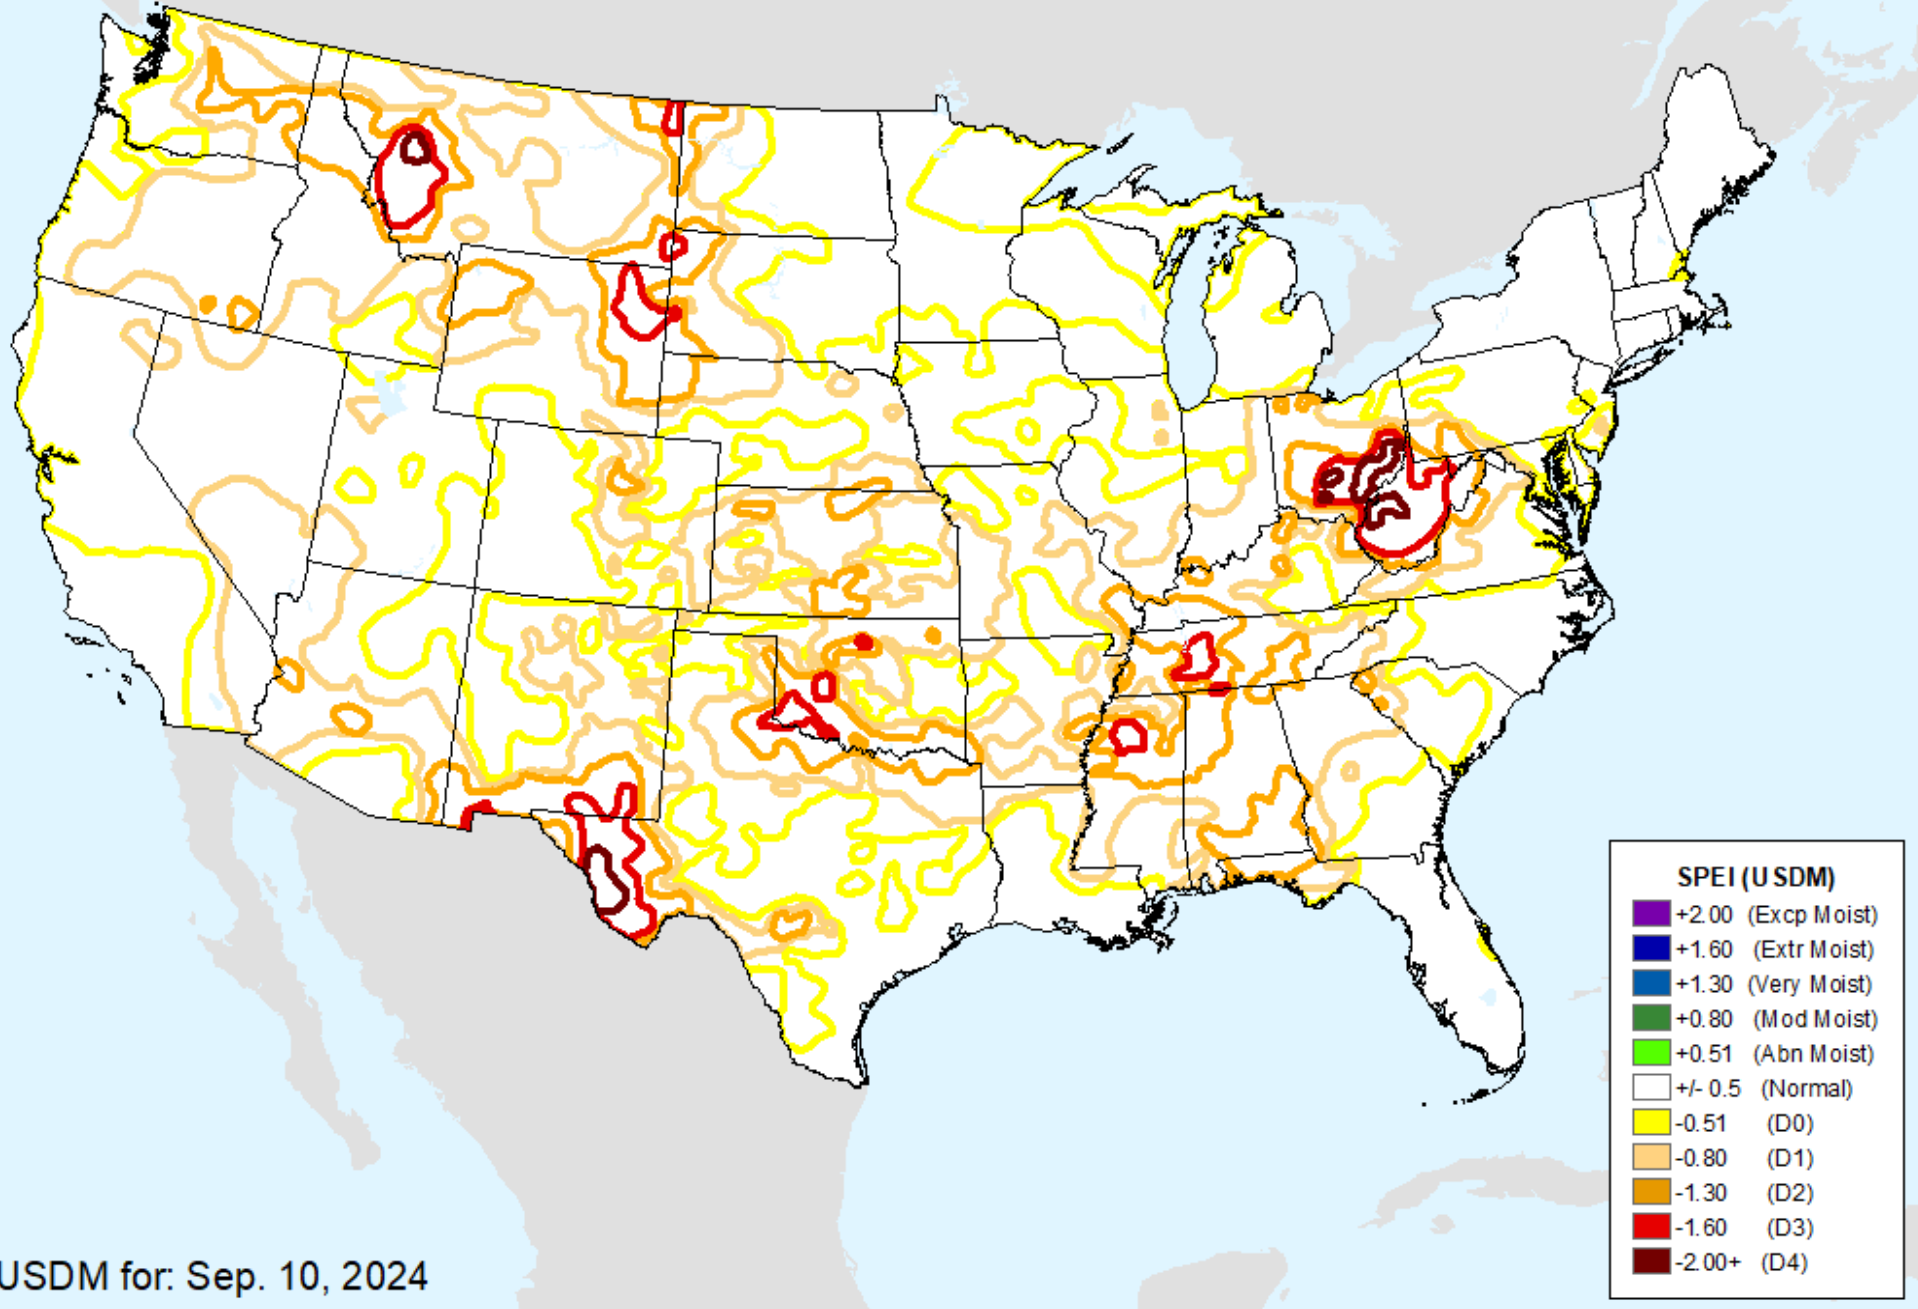 SPEI (USDM)
+2.00 (Excp Moist)
+1.60 (Extr Moist)
+1.30 (Very Moist)
+0.80 (Mod Moist)
+0.51 (Abn Moist)
+/- 0.5 (Normal)
-0.51 (D0)
-0.80 (D1)
-1.30 (D2)
-1.60 (D3)
-2.00+ (D4)
USDM for: Sep. 10, 2024